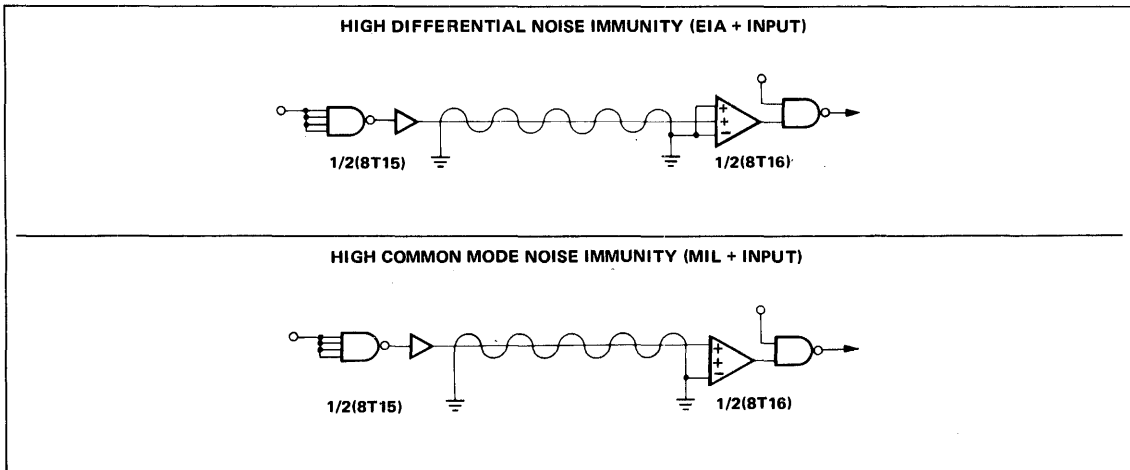 HIGH DIFFERENTIAL NOISE IMMUNITY (EIA + INPUT)
+
+
−
1/2(8T15)
1/2(8T16)
HIGH COMMON MODE NOISE IMMUNITY (MIL + INPUT)
+
+
−
1/2(8T15)
1/2(8T16)